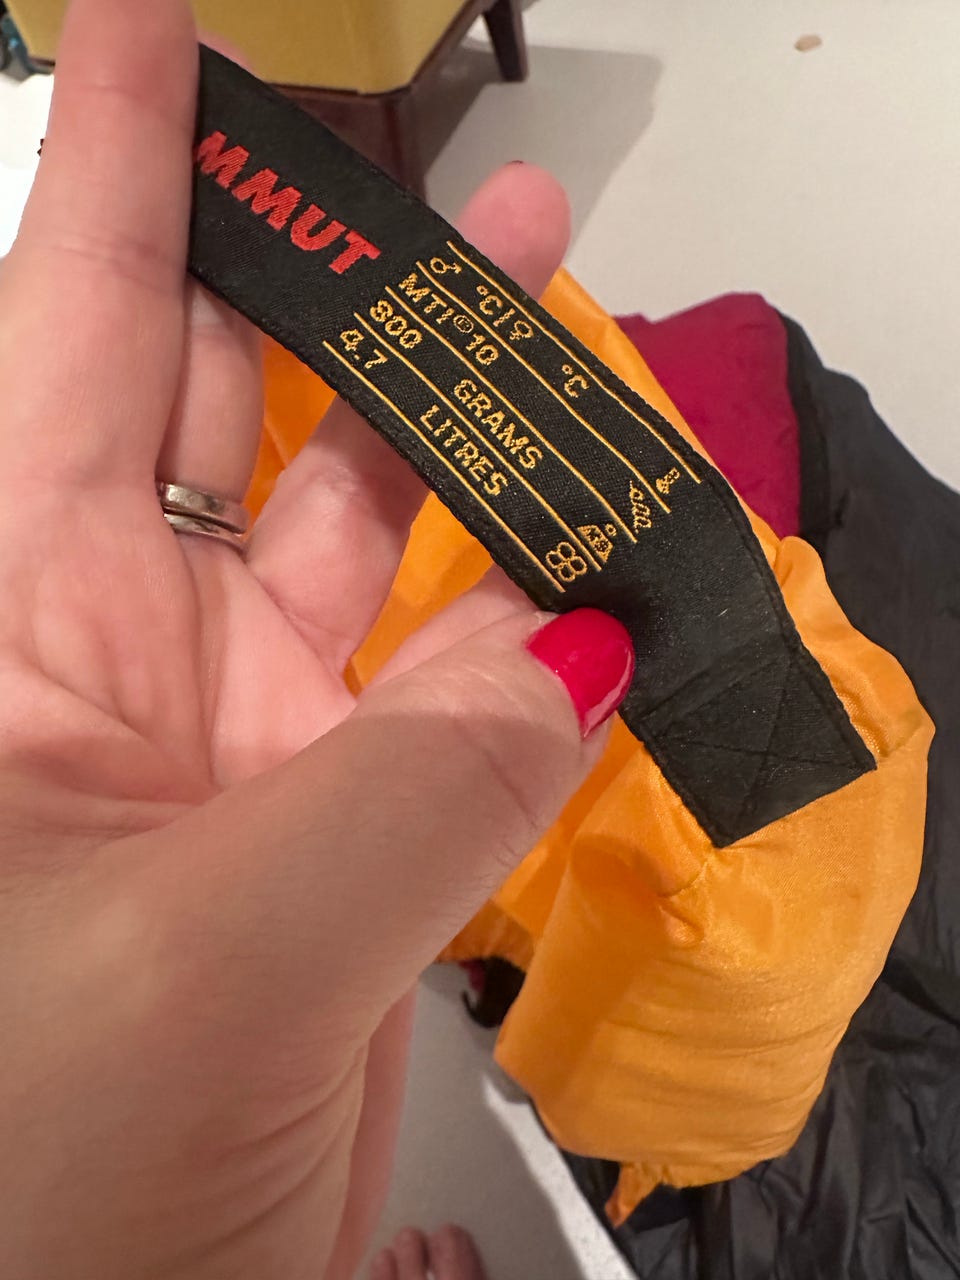 MMUT
♂ °C | ♀ °C
MTI® 10
800 GRAMS
4.7 LITRES